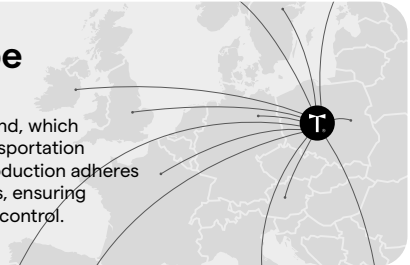 e
nd, which
sportation
duction adheres
s, ensuring
control.
T.